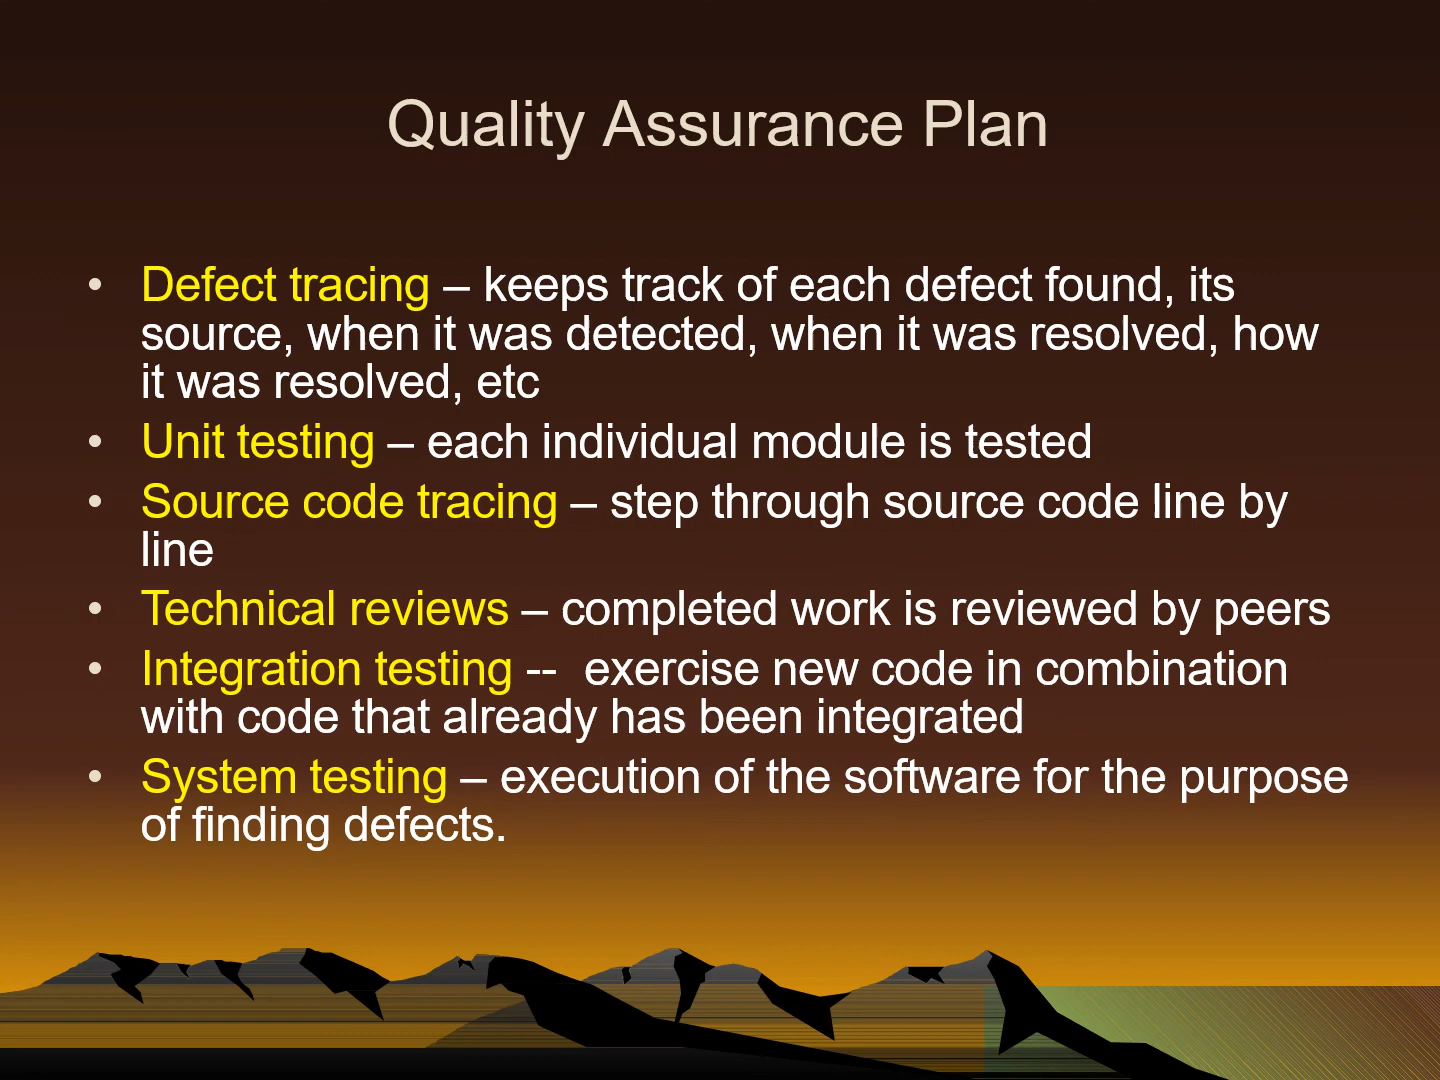 Quality Assurance Plan
• Defect tracing – keeps track of each defect found, its
source, when it was detected, when it was resolved, how
it was resolved, etc
• Unit testing – each individual module is tested
• Source code tracing – step through source code line by
line
• Technical reviews – completed work is reviewed by peers
• Integration testing --  exercise new code in combination
with code that already has been integrated
• System testing – execution of the software for the purpose
of finding defects.